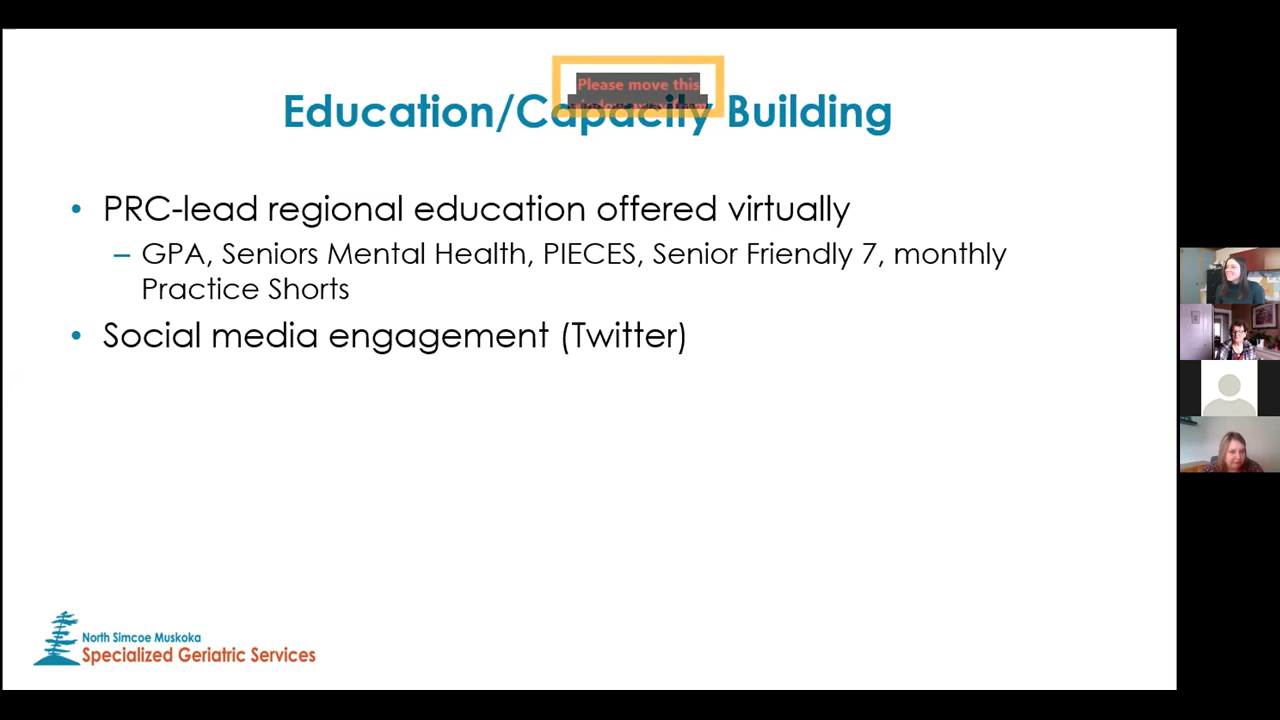 Please move this
Education/Capacity Building
• PRC-lead regional education offered virtually
– GPA, Seniors Mental Health, PIECES, Senior Friendly 7, monthly
Practice Shorts
• Social media engagement (Twitter)
North Simcoe Muskoka
Specialized Geriatric Services